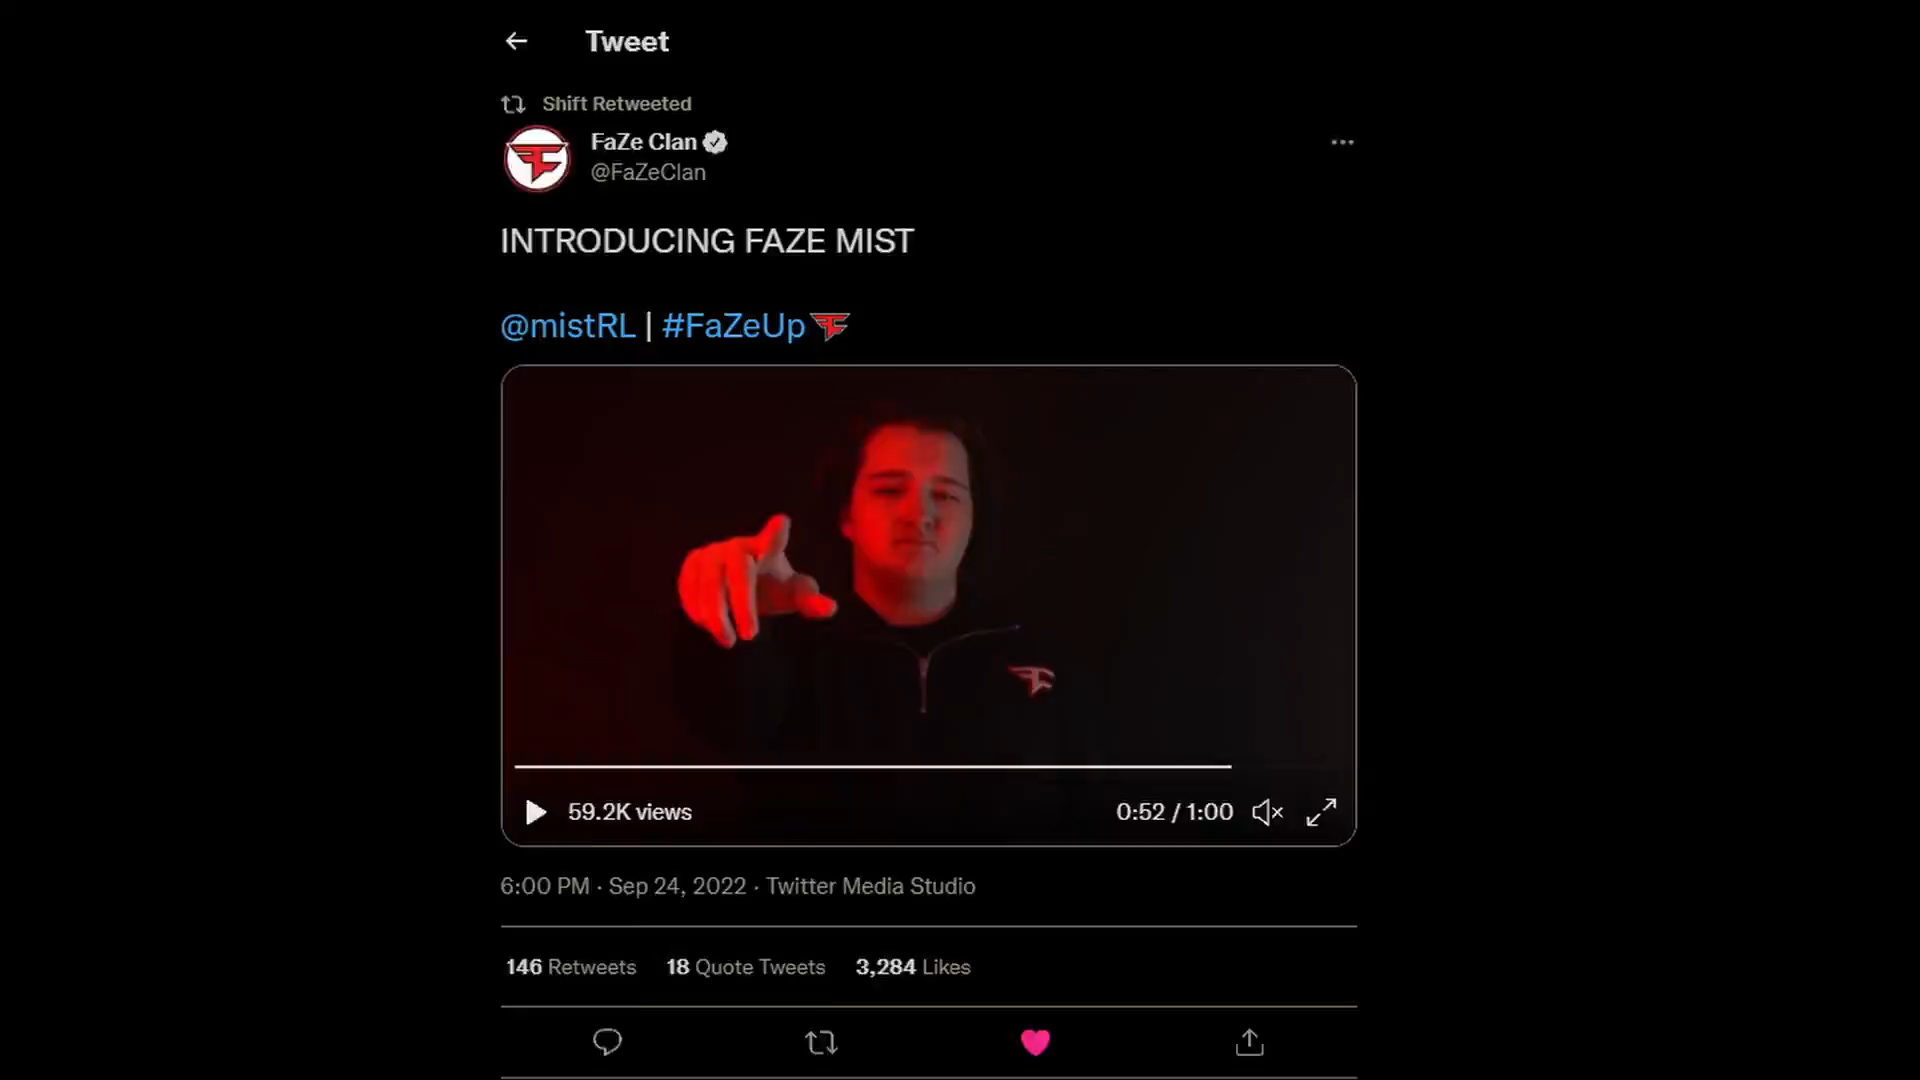 Tweet
Shift Retweeted
FaZe Clan
@FaZeClan
INTRODUCING FAZE MIST
@mistRL | #FaZeUp
59.2K views
0:52 / 1:00
6:00 PM · Sep 24, 2022 · Twitter Media Studio
146 Retweets 18 Quote Tweets 3,284 Likes